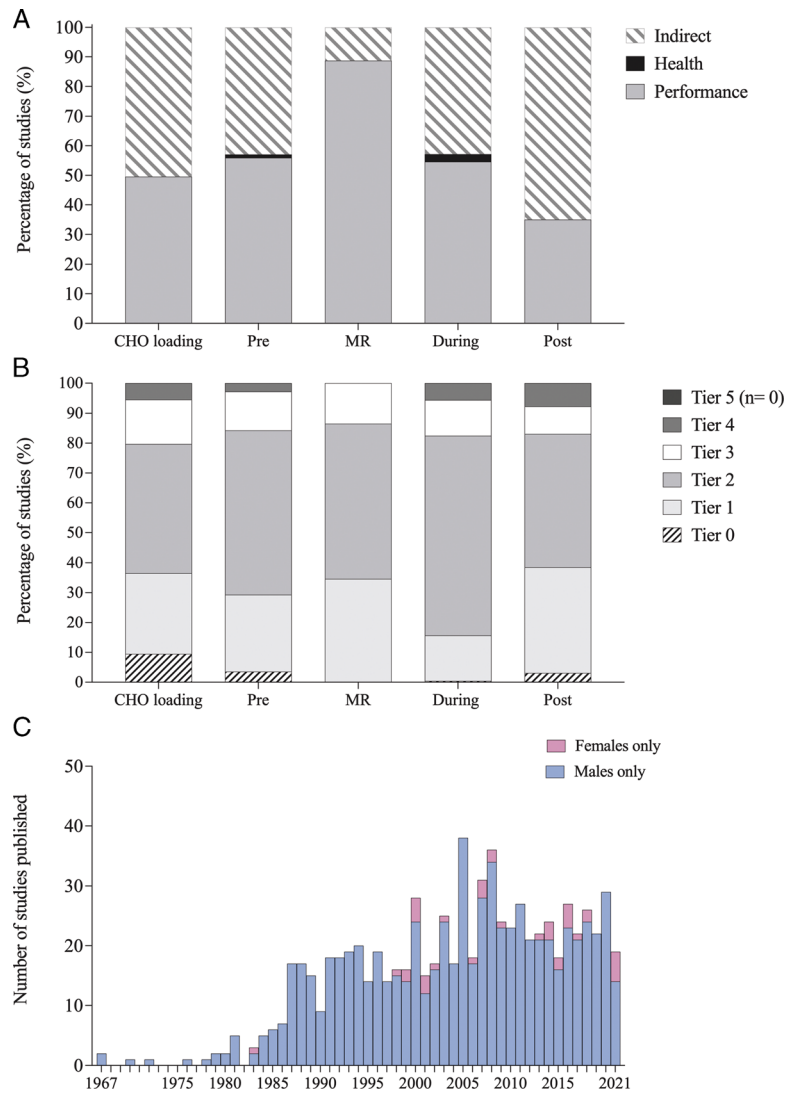 A
Percentage of studies (%)
100
90
80
70
60
50
40
30
20
10
0
CHO loading Pre MR During Post
Indirect
Health
Performance
B
Percentage of studies (%)
100
90
80
70
60
50
40
30
20
10
0
CHO loading Pre MR During Post
Tier 5 (n= 0)
Tier 4
Tier 3
Tier 2
Tier 1
Tier 0
C
Females only
Males only
Number of studies published
50
40
30
20
10
0
1967 1975 1980 1985 1990 1995 2000 2005 2010 2015 2021